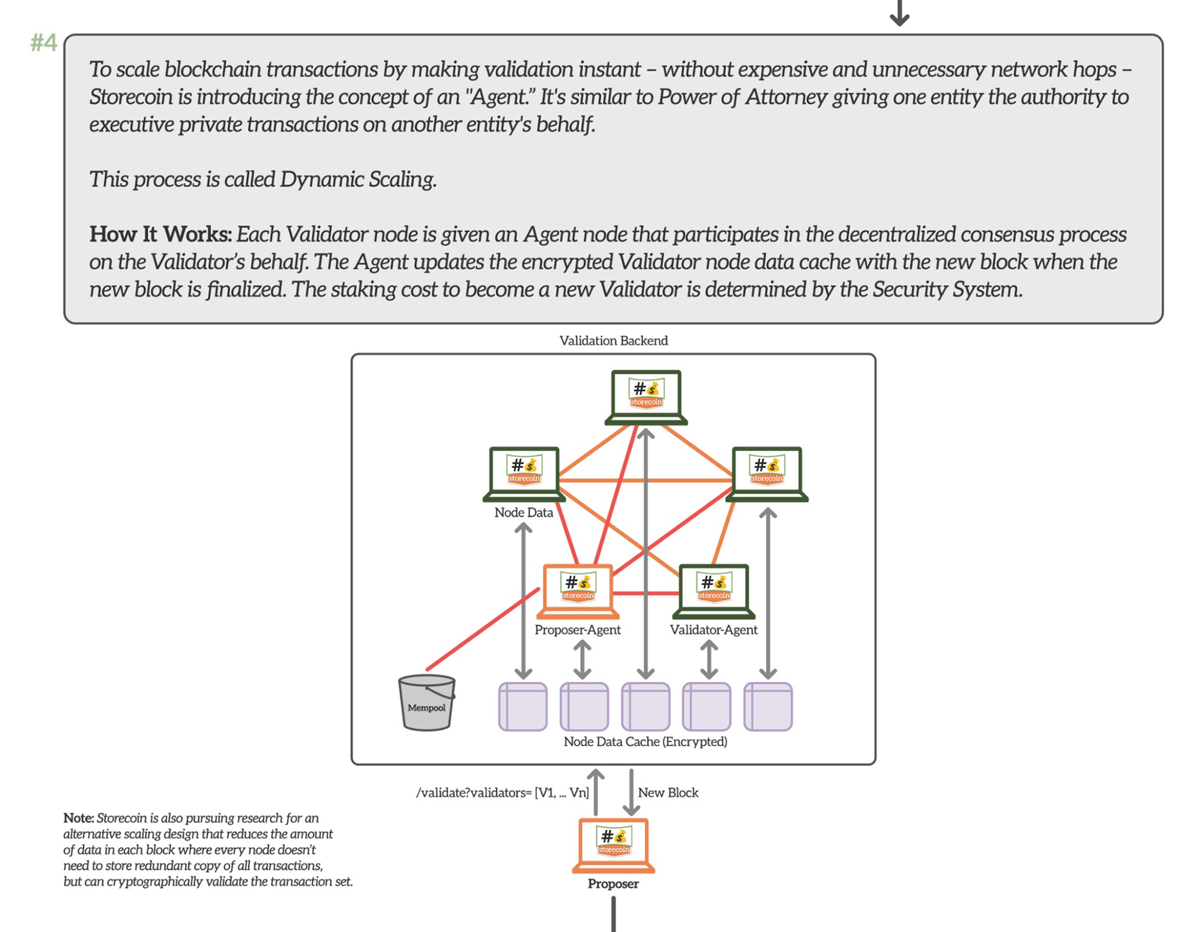 #4
To scale blockchain transactions by making validation instant – without expensive and unnecessary network hops –
Storecoin is introducing the concept of an "Agent.” It's similar to Power of Attorney giving one entity the authority to
executive private transactions on another entity's behalf.
This process is called Dynamic Scaling.
How It Works: Each Validator node is given an Agent node that participates in the decentralized consensus process
on the Validator’s behalf. The Agent updates the encrypted Validator node data cache with the new block when the
new block is finalized. The staking cost to become a new Validator is determined by the Security System.
Validation Backend
#
storecoin
#
storecoin
#
storecoin
Node Data
#
storecoin
#
storecoin
Proposer-Agent
Validator-Agent
Mempool
Node Data Cache (Encrypted)
/validate?validators= [V1, ... Vn]
New Block
Note: Storecoin is also pursuing research for an
alternative scaling design that reduces the amount
of data in each block where every node doesn't
need to store redundant copy of all transactions,
but can cryptographically validate the transaction set.
#
storecoin
Proposer